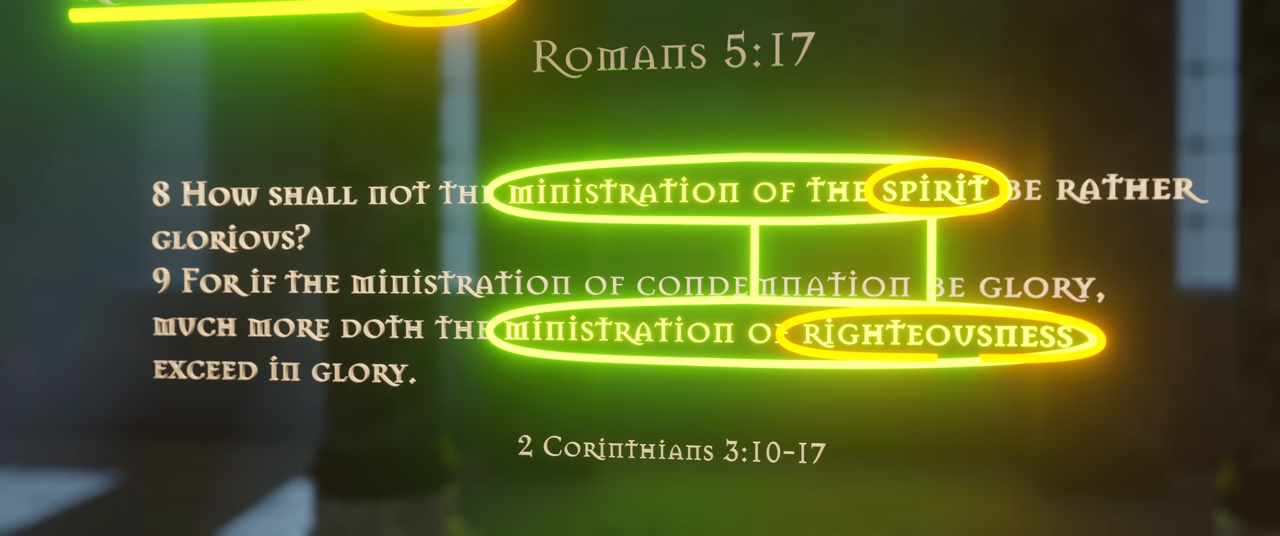 Romans 5:17
8 How shall not the ministration of the spirit be rather
glorious?
9 For if the ministration of condemnation be glory,
much more doth the ministration of righteousness
exceed in glory.
2 Corinthians 3:10-17